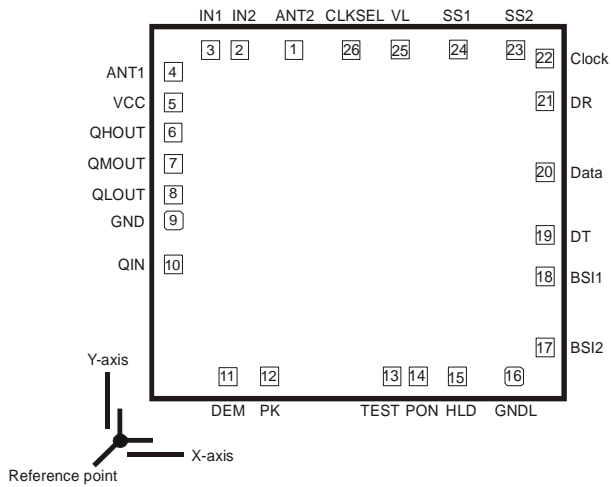 IN1 IN2 ANT2 CLKSEL VL SS1 SS2
3 2 1 26 25 24 23
22 Clock
ANT1 4
21 DR
VCC 5
QHOUT 6
QMOUT 7
20 Data
QLOUT 8
GND 9
19 DT
QIN 10
18 BSI1
17 BSI2
Y-axis
11 12 13 14 15 16
DEM PK TEST PON HLD GNDL
X-axis
Reference point